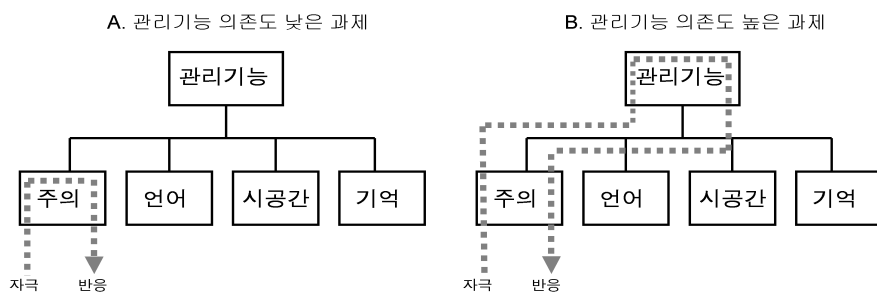 A. 관리기능 의존도 낮은 과제
관리기능
주의 언어 시공간 기억
자극 반응
B. 관리기능 의존도 높은 과제
관리기능
주의 언어 시공간 기억
자극 반응